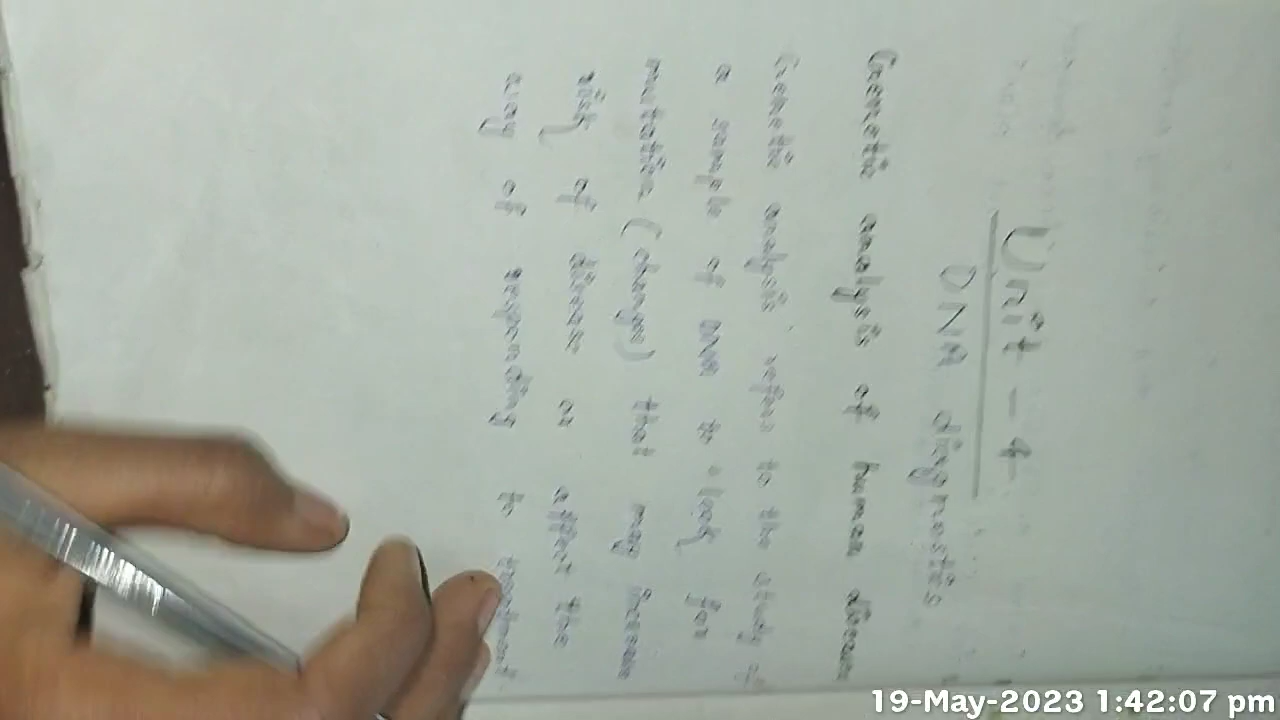 Unit - 4
DNA diagnostis
Genetic analysis of human disease
Genetic analysis refers to the study of
a sample of DNA to look for
mutation (changes) that may increase
risk of disease or affect the
way of responding to treatment
19-May-2023 1:42:07 pm